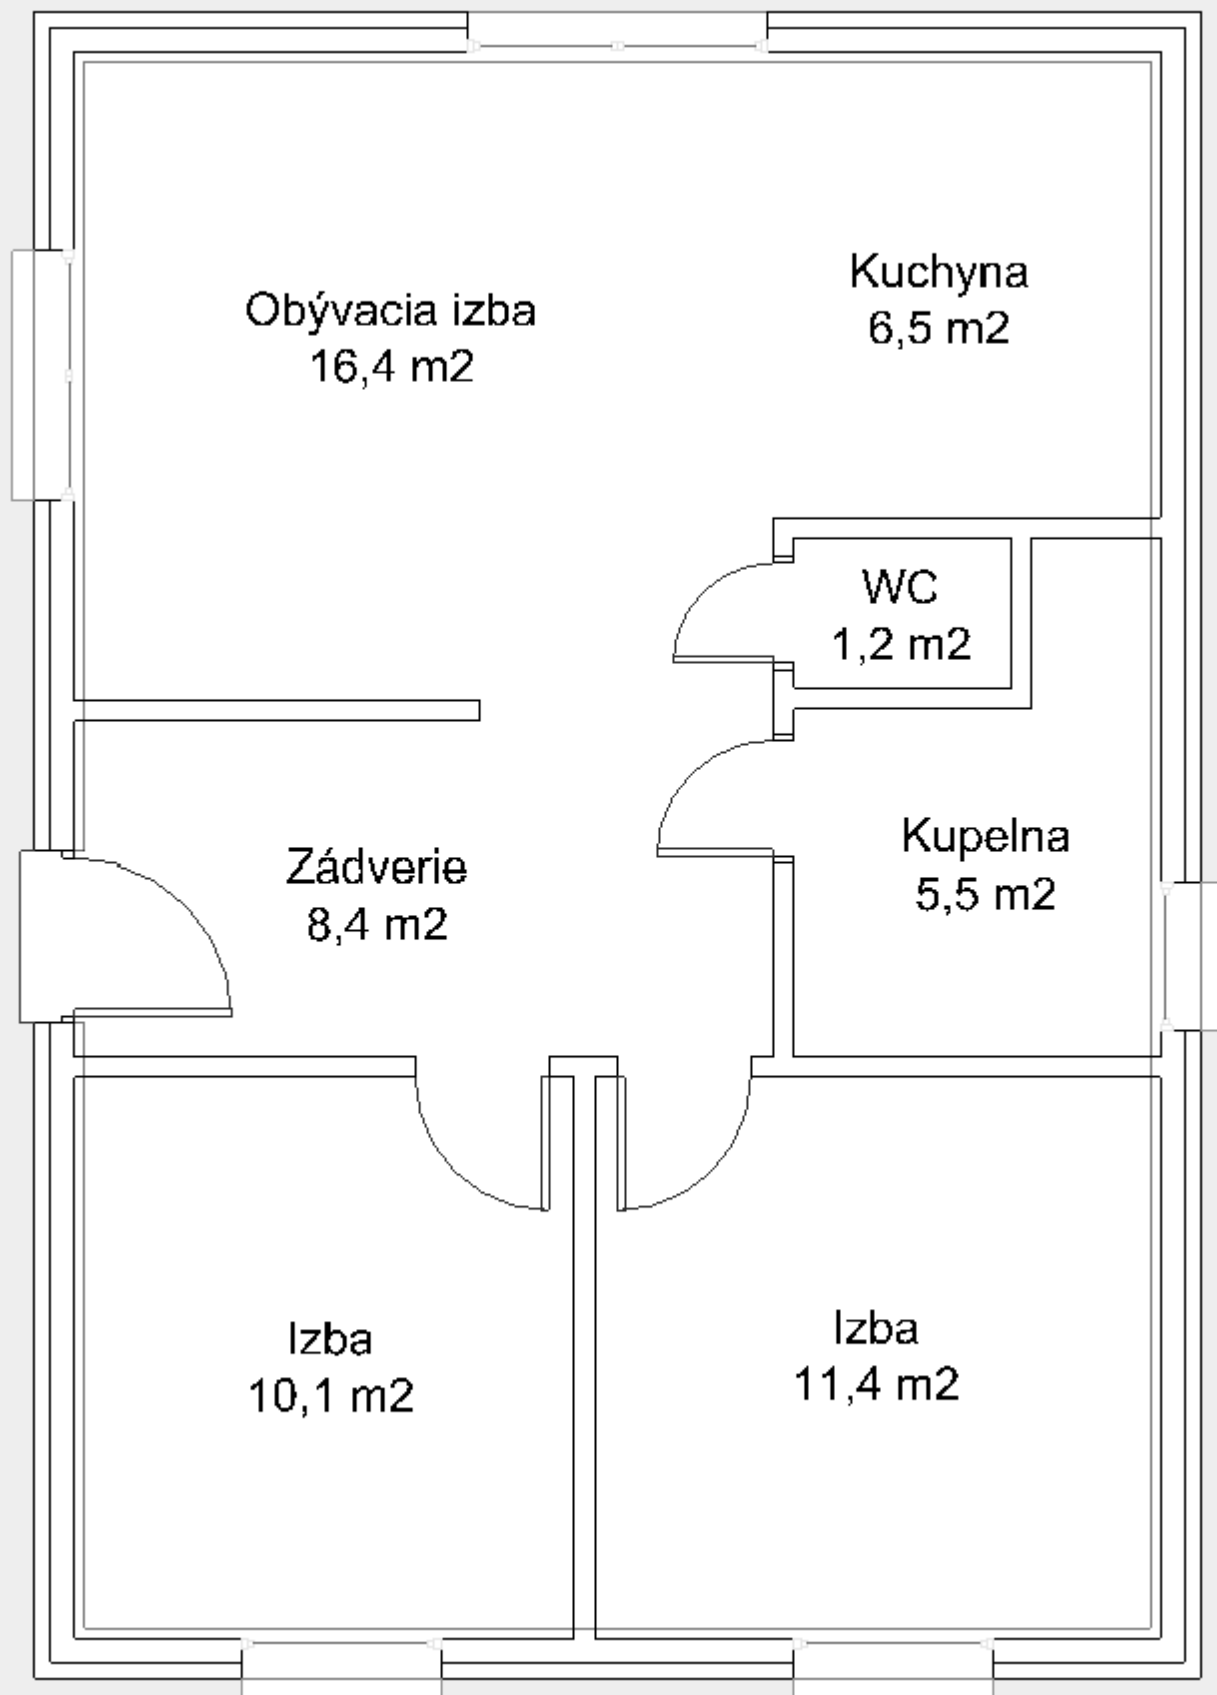 Obývacia izba
16,4 m2
Kuchyna
6,5 m2
WC
1,2 m2
Zádverie
8,4 m2
Kupelna
5,5 m2
Izba
10,1 m2
Izba
11,4 m2